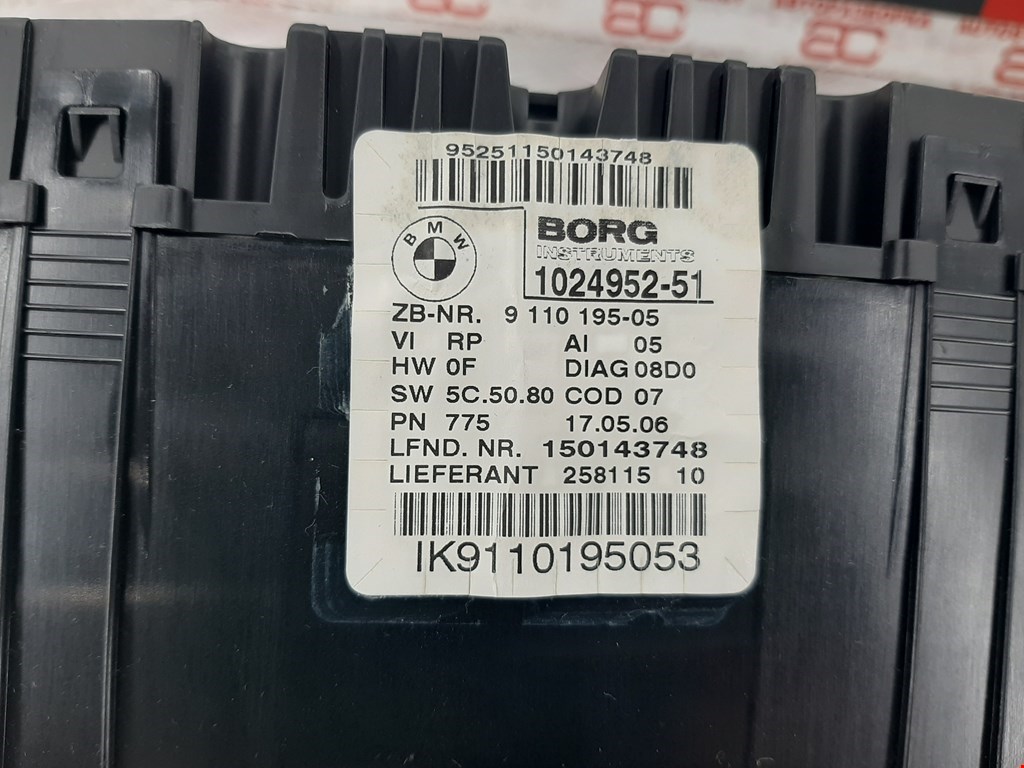 95251150143748
BMW
BORG
INSTRUMENTS
1024952-51
ZB-NR. 9 110 195-05
VI RP AI 05
HW 0F DIAG 08D0
SW 5C.50.80 COD 07
PN 775 17.05.06
LFND. NR. 150143748
LIEFERANT 258115 10
IK9110195053